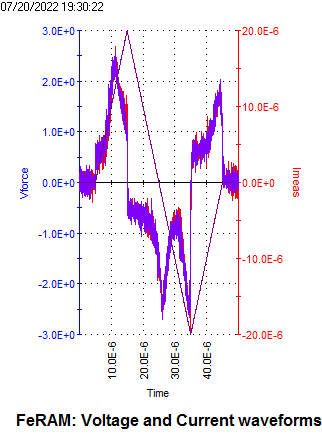 07/20/2022 19:30:22
3.0E+0
2.0E+0
1.0E+0
0.0E+0
-1.0E+0
-2.0E+0
-3.0E+0
Vforce
20.0E-6
10.0E-6
0.0E+0
-10.0E-6
-20.0E-6
Imeas
10.0E-6
20.0E-6
30.0E-6
40.0E-6
Time
FeRAM: Voltage and Current waveforms